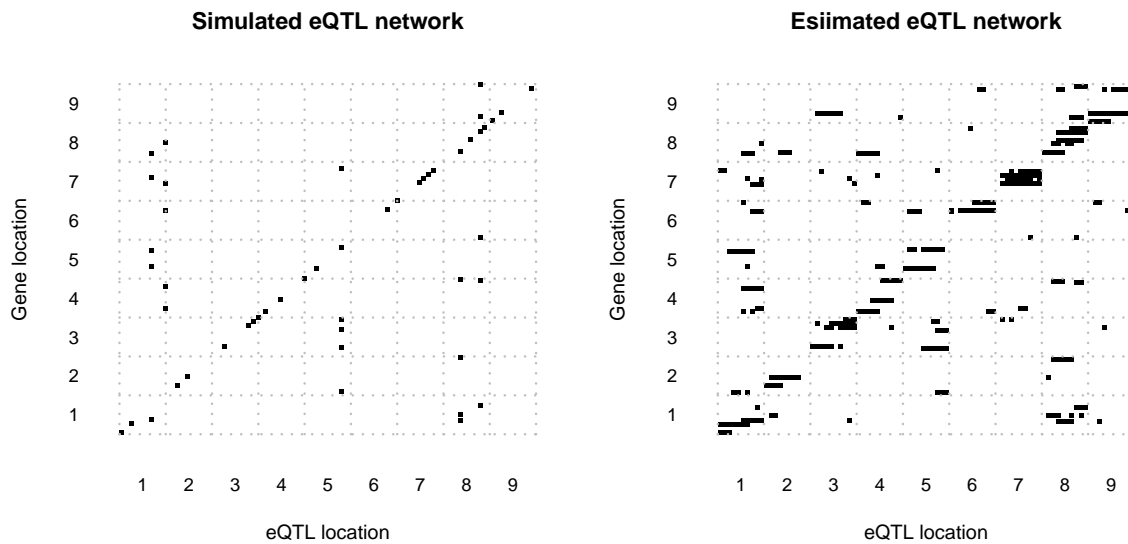 Simulated eQTL network
Gene location
9
8
7
6
5
4
3
2
1
1 2 3 4 5 6 7 8 9
eQTL location
Esiimated eQTL network
Gene location
9
8
7
6
5
4
3
2
1
1 2 3 4 5 6 7 8 9
eQTL location